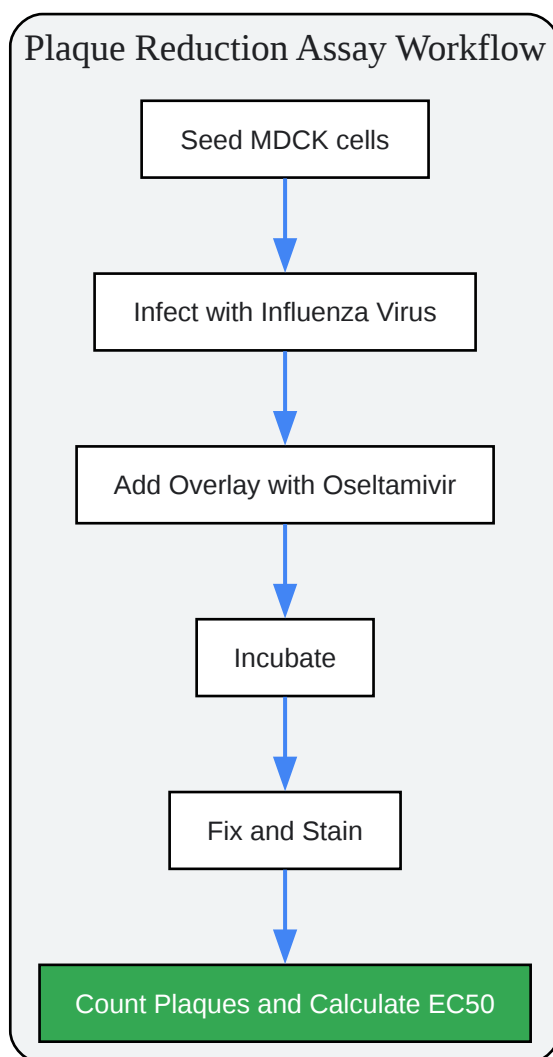 Plaque Reduction Assay Workflow
Seed MDCK cells
Infect with Influenza Virus
Add Overlay with Oseltamivir
Incubate
Fix and Stain
Count Plaques and Calculate EC50